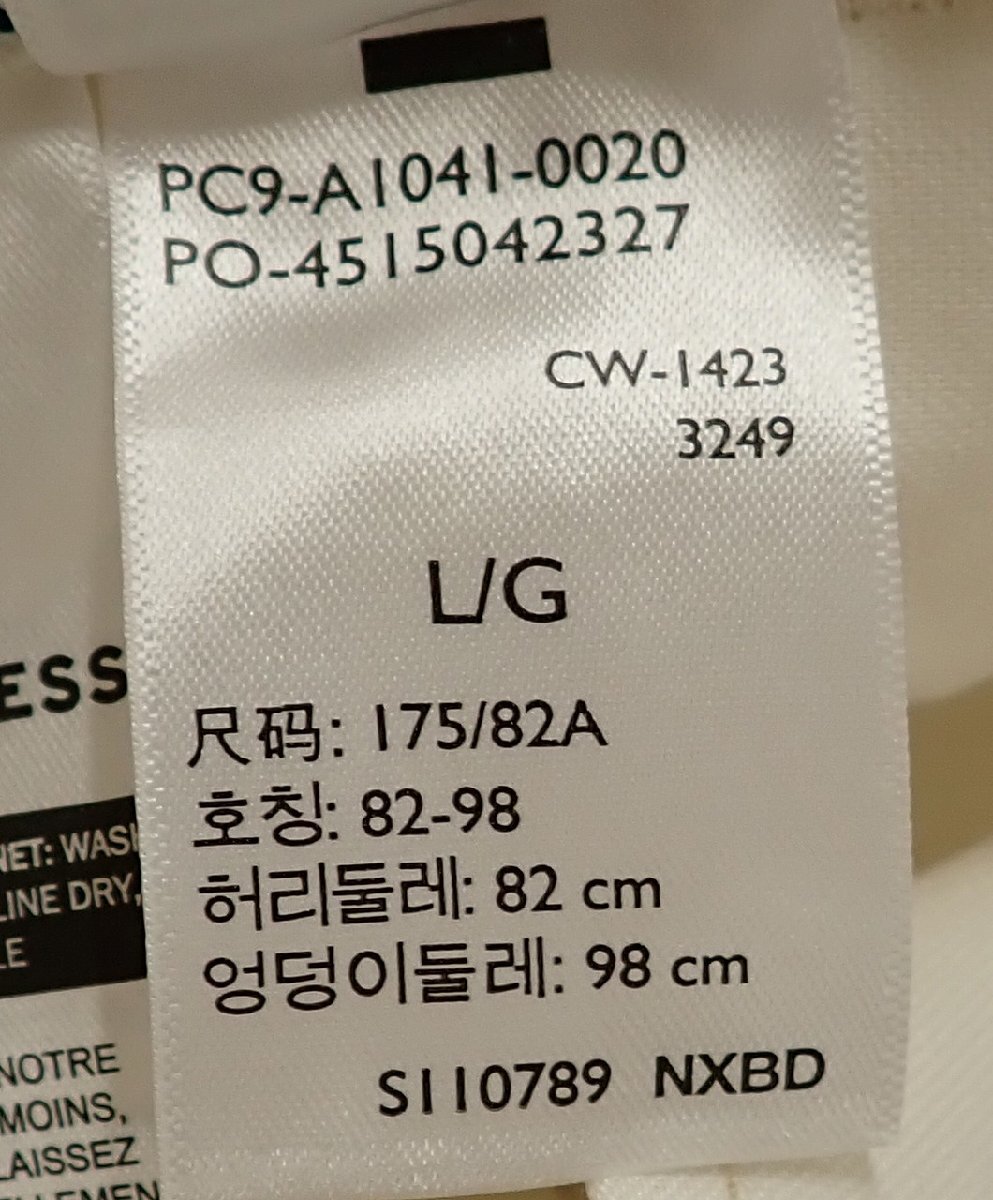 PC9-A1041-0020
PO-4515042327
CW-1423
3249
L/G
尺码: 175/82A
호칭: 82-98
허리둘레: 82 cm
엉덩이둘레: 98 cm
S110789 NXBD
ESS
NET: WASH
LINE DRY,
LE
NOTRE
MOINS,
LAISSEZ